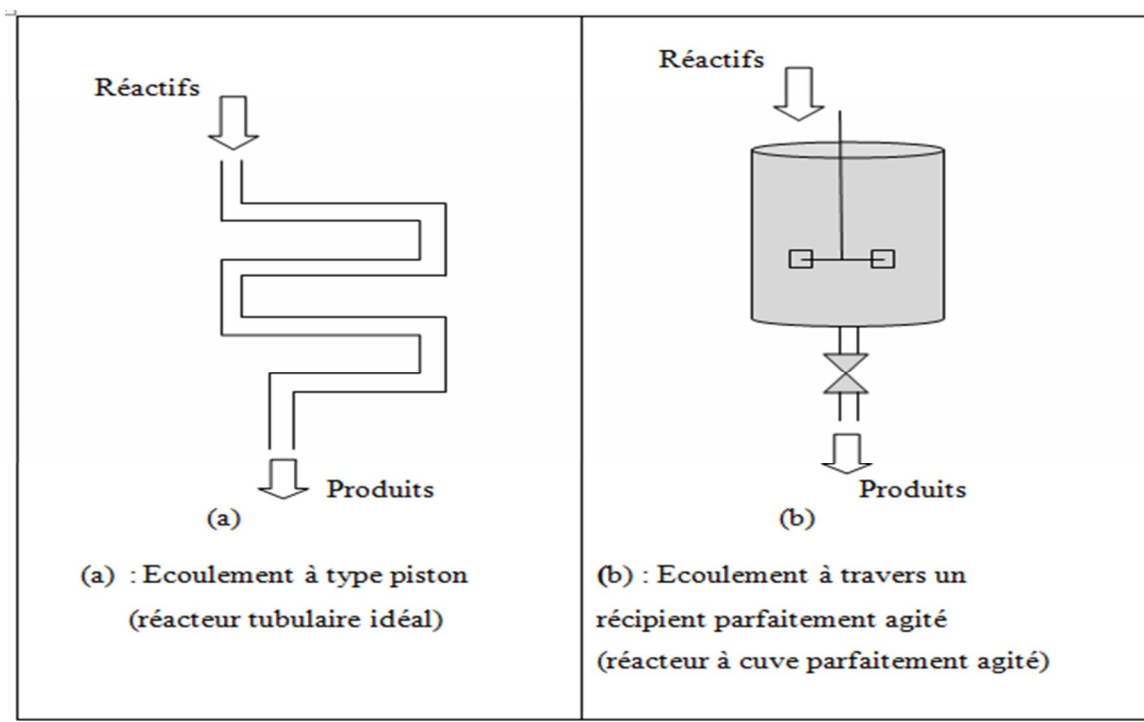 Réactifs
Produits
(a)
(a) : Ecoulement à type piston
(réacteur tubulaire idéal)
Réactifs
Produits
(b)
(b) : Ecoulement à travers un
récipient parfaitement agité
(réacteur à cuve parfaitement agité)